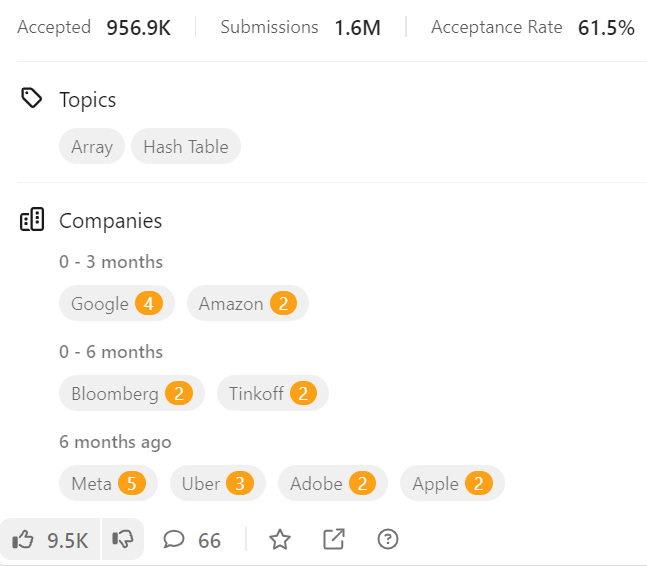 Accepted 956.9K Submissions 1.6M Acceptance Rate 61.5%
Topics
Array Hash Table
Companies
0 - 3 months
Google 4 Amazon 2
0 - 6 months
Bloomberg 2 Tinkoff 2
6 months ago
Meta 5 Uber 3 Adobe 2 Apple 2
9.5K 66